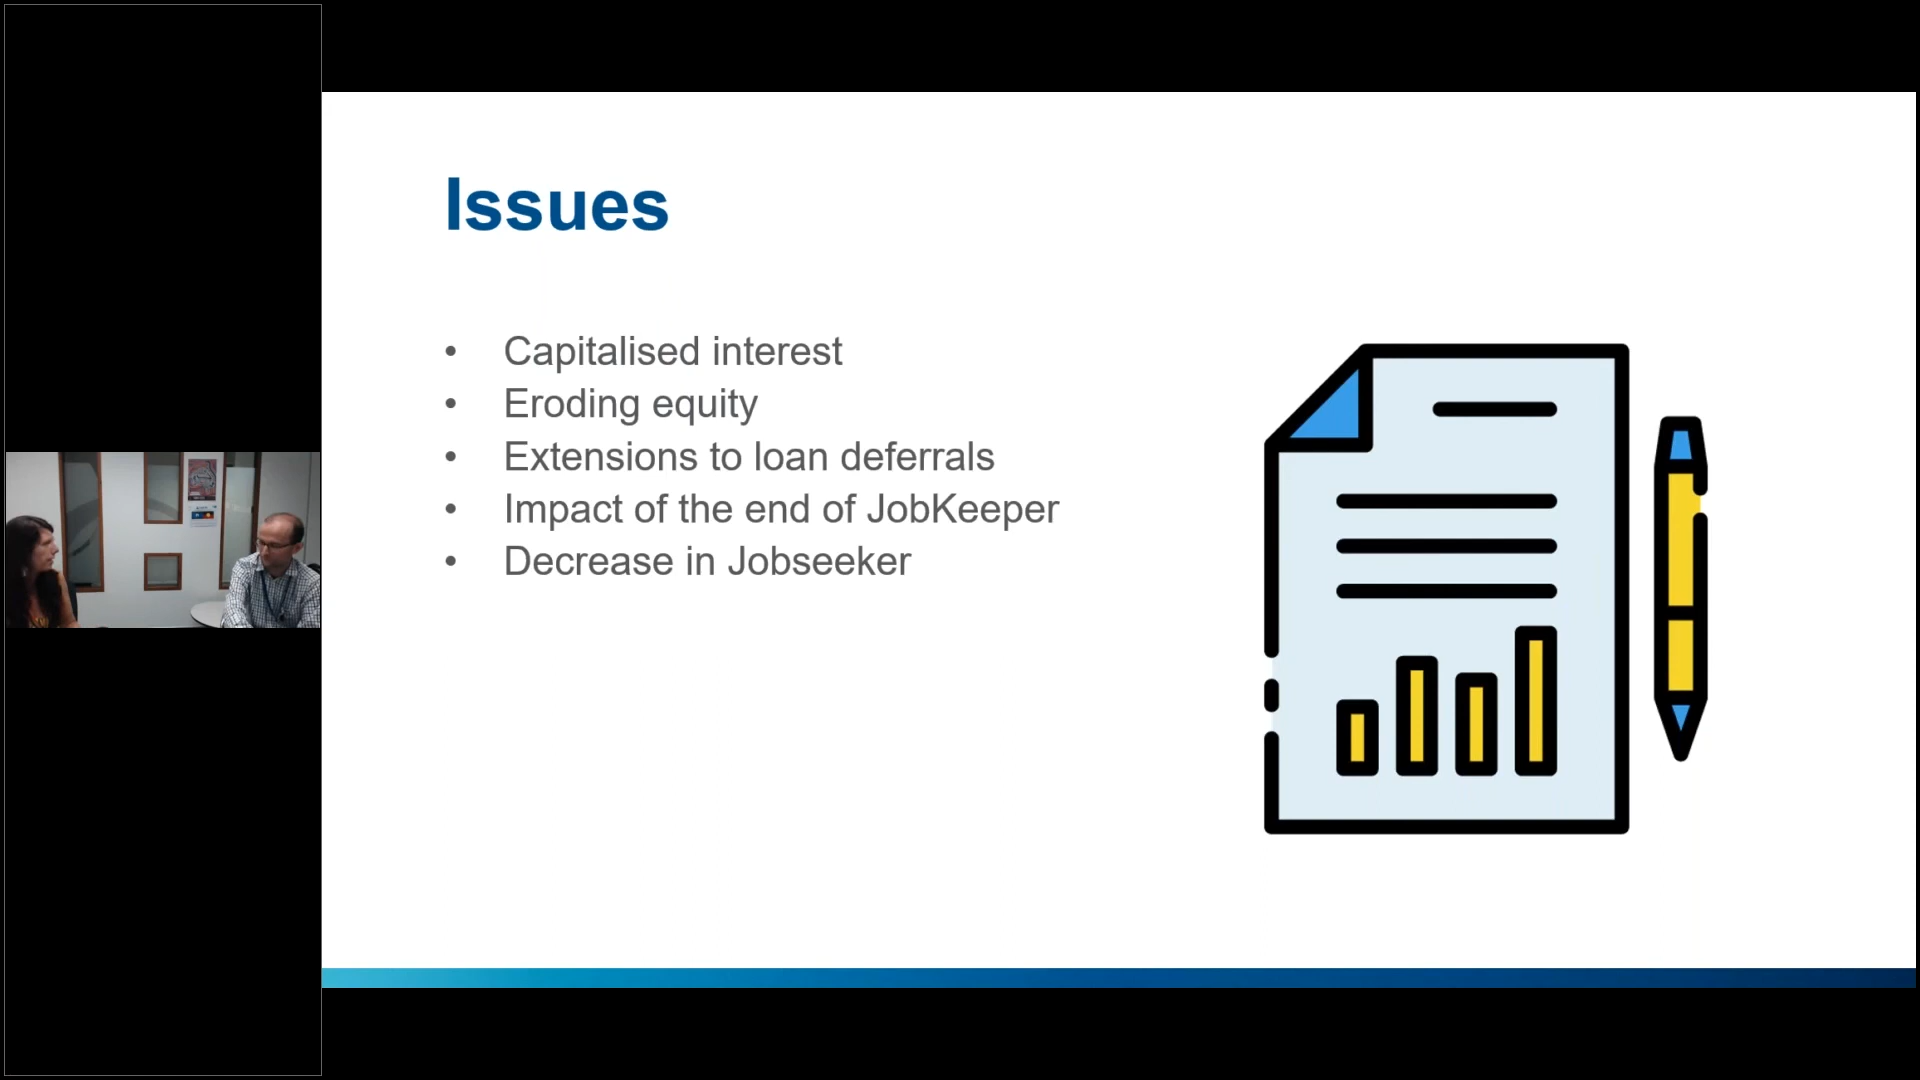 Issues
• Capitalised interest
• Eroding equity
• Extensions to loan deferrals
• Impact of the end of JobKeeper
• Decrease in Jobseeker